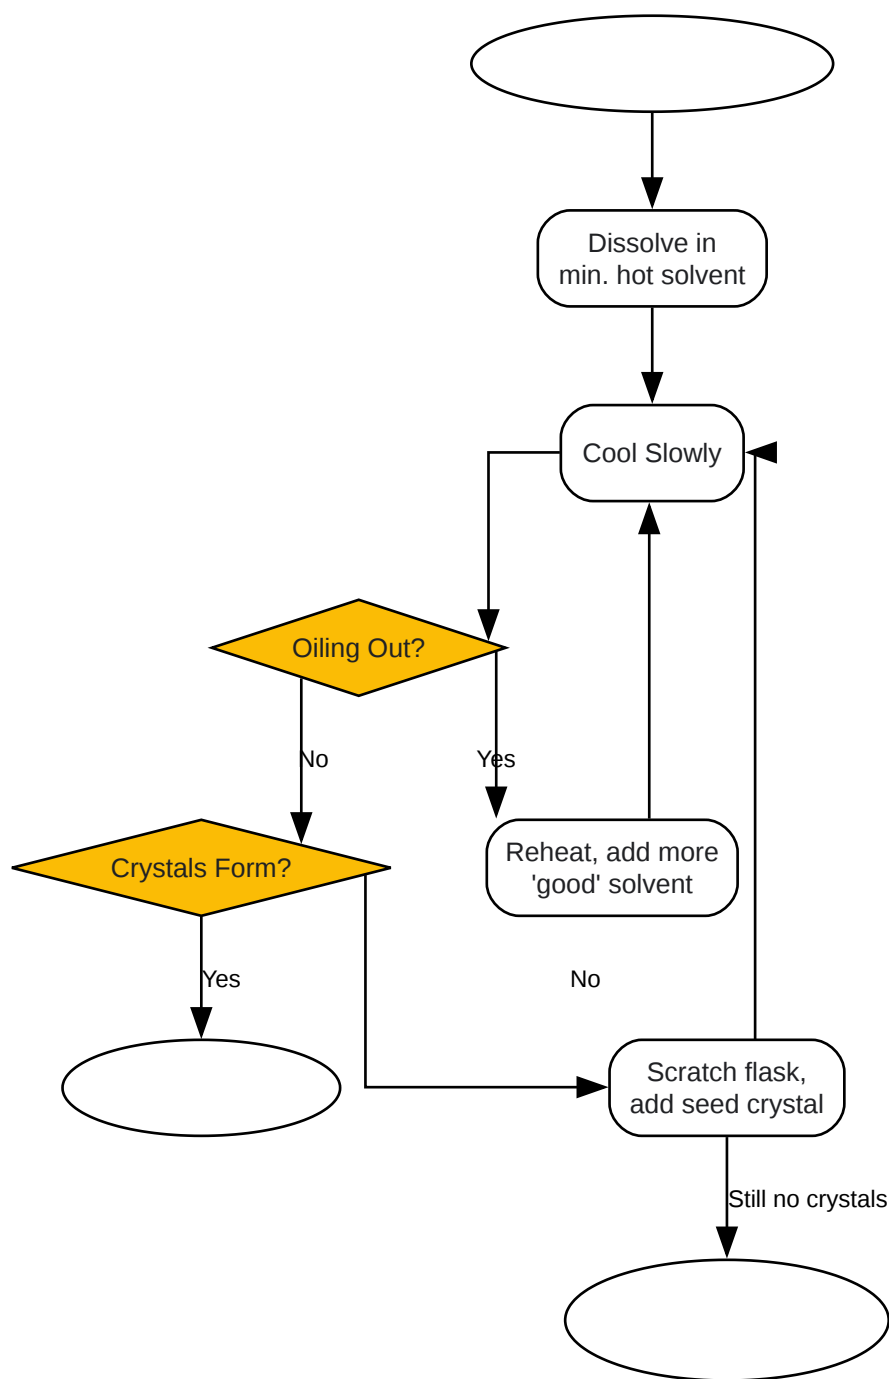 Dissolve in
min. hot solvent
Cool Slowly
Oiling Out?
No
Yes
Crystals Form?
Reheat, add more
'good' solvent
Yes
No
Scratch flask,
add seed crystal
Still no crystals